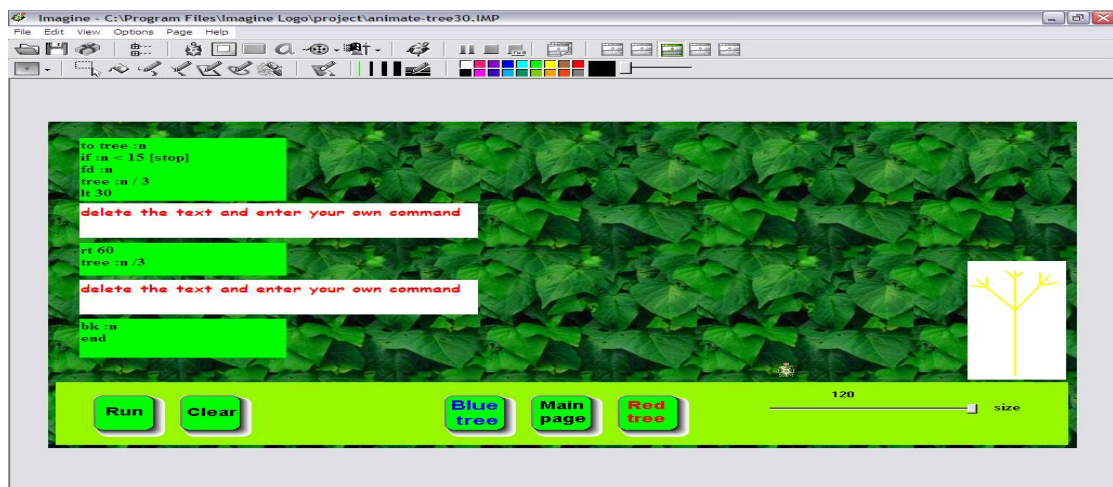 Imagine - C:\Program Files\Imagine Logo\project\animate-tree30.IMP
File Edit View Options Page Help
to tree :n
if :n < 15 [stop]
fd :n
tree :n / 3
lt 30
delete the text and enter your own command
rt 60
tree :n /3
delete the text and enter your own command
bk :n
end
Run
Clear
Blue
tree
Main
page
Red
tree
120
size